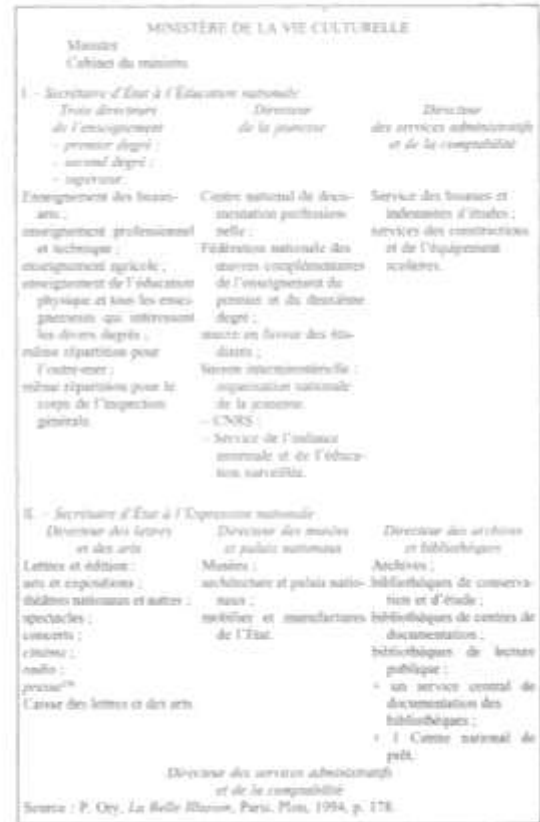 MINISTÈRE DE LA VIE CULTURELLE
Ministre
Cabinet du ministre
I. – Secrétaire d'État à l'Éducation nationale
Trois directeurs
de l'enseignement
- premier degré ;
- second degré ;
- supérieur.
Enseignement des beaux-
arts ;
enseignement professionnel
et technique ;
enseignement agricole ;
enseignement de l'éducation
physique et tous les ensei-
gnements qui intéressent
les divers degrés ;
même répartition pour
l'outre-mer ;
même répartition pour le
corps de l'inspection
générale.
Directeur
de la jeunesse
Centre national de docu-
mentation profession-
nelle ;
Fédération nationale des
œuvres complémentaires
de l'enseignement du
premier et du deuxième
degré ;
œuvre en faveur des étu-
diants ;
Liaison interministérielle :
organisation nationale
de la jeunesse.
– CNRS ;
– Service de l'enfance
anormale et de l'éduca-
tion surveillée.
Directeur
des services administratifs
et de la comptabilité
Service des bourses et
indemnités d'études ;
services des constructions
et de l'équipement
scolaires.
II. – Secrétaire d'État à l'Expression nationale
Directeur des lettres
et des arts
Lettres et édition ;
arts et expositions ;
théâtres nationaux et autres ;
spectacles ;
concerts ;
cinéma ;
radio ;
presse
Caisse des lettres et des arts
Directeur des musées
et palais nationaux
Musées ;
architecture et palais natio-
naux ;
mobilier et manufactures
de l'État.
Directeur des archives
et bibliothèques
Archives ;
bibliothèques de conserva-
tion et d'étude ;
bibliothèques de centres de
documentation ;
bibliothèques de lecture
publique ;
+ un service central de
documentation des
bibliothèques ;
+ 1 Centre national de
prêt.
Directeur des services administratifs
et de la comptabilité
Source : P. Ory, La Belle Illusion, Paris, Plon, 1994, p. 178.